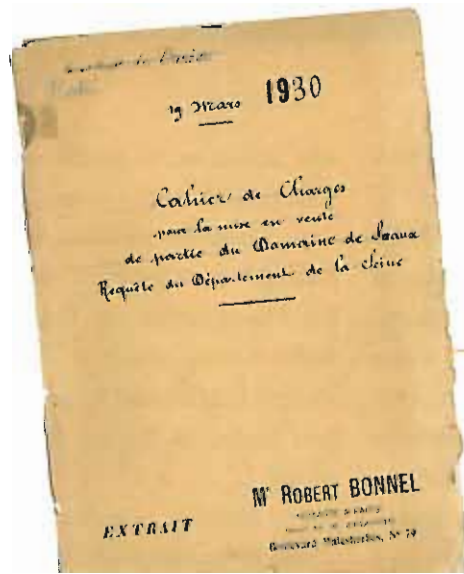 19 Mars 1930
Cahier de Charges
pour la mise en vente
de partie du Domaine de Sceaux
Requête du Département de la Seine
Me ROBERT BONNEL
Boulevard Malesherbes, No 79
EXTRAIT